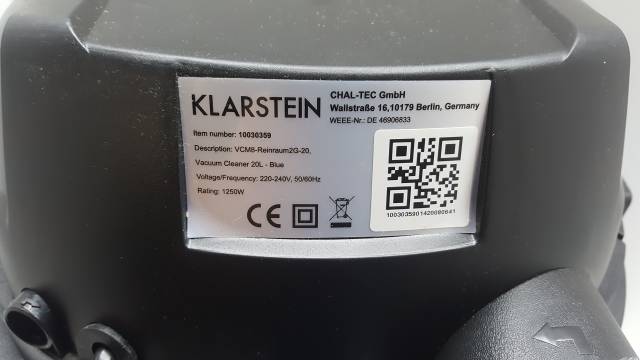 KLARSTEIN
CHAL-TEC GmbH
Wallstraße 16,10179 Berlin, Germany
WEEE-Nr.: DE 46906833
Item number: 10030359
Description: VCM8-Reinraum2G-20,
Vacuum Cleaner 20L - Blue
Voltage/Frequency: 220-240V, 50/60Hz
Rating: 1250W
CE
1003035901420080641